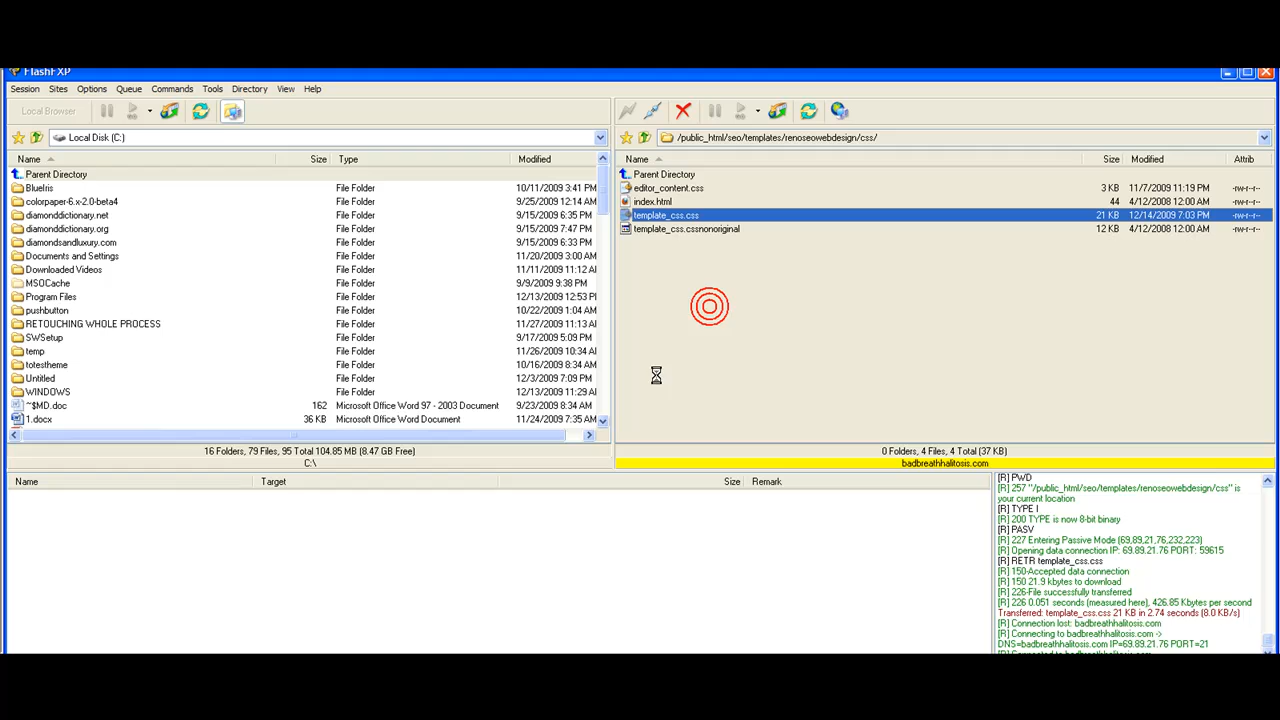 FlashFXP
Session Sites Options Queue Commands Tools Directory View Help
Local Browser
Local Disk (C:)
Name Size Type Modified
Parent Directory
BlueIris File Folder 10/11/2009 3:41 PM
colorpaper-6.x-2.0-beta4 File Folder 9/25/2009 12:14 AM
diamonddictionary.net File Folder 9/15/2009 6:35 PM
diamonddictionary.org File Folder 9/15/2009 7:47 PM
diamondsandluxury.com File Folder 9/15/2009 6:33 PM
Documents and Settings File Folder 11/20/2009 3:00 AM
Downloaded Videos File Folder 11/11/2009 11:12 AM
MSOCache File Folder 9/9/2009 9:38 PM
Program Files File Folder 12/13/2009 12:53 PM
pushbutton File Folder 10/22/2009 1:04 AM
RETOUCHING WHOLE PROCESS File Folder 11/27/2009 11:13 AM
SWSetup File Folder 9/17/2009 5:09 PM
temp File Folder 11/26/2009 10:34 AM
totestheme File Folder 10/16/2009 8:34 AM
Untitled File Folder 12/3/2009 7:09 PM
WINDOWS File Folder 12/13/2009 11:29 AM
~$MD.doc 162 Microsoft Office Word 97 - 2003 Document 9/23/2009 8:34 AM
1.docx 36 KB Microsoft Office Word Document 11/24/2009 7:35 AM
16 Folders, 79 Files, 95 Total 104.85 MB (8.47 GB Free)
C:\
/public_html/seo/templates/renoseowebdesign/css/
Name Size Modified Attrib
Parent Directory
editor_content.css 3 KB 11/7/2009 11:19 PM -rw-r--r--
index.html 44 4/12/2008 12:00 AM -rw-r--r--
template_css.css 21 KB 12/14/2009 7:03 PM -rw-r--r--
template_css.cssnonoriginal 12 KB 4/12/2008 12:00 AM -rw-r--r--
0 Folders, 4 Files, 4 Total (37 KB)
badbreathhalitosis.com
Name Target Size Remark
[R] PWD
[R] 257 "/public_html/seo/templates/renoseowebdesign/css" is
your current location
[R] TYPE I
[R] 200 TYPE is now 8-bit binary
[R] PASV
[R] 227 Entering Passive Mode (69,89,21,76,232,223)
[R] Opening data connection IP: 69.89.21.76 PORT: 59615
[R] RETR template_css.css
[R] 150-Accepted data connection
[R] 150 21.9 kbytes to download
[R] 226-File successfully transferred
[R] 226 0.051 seconds (measured here), 426.85 Kbytes per second
Transferred: template_css.css 21 KB in 2.74 seconds (8.0 KB/s)
[R] Connection lost: badbreathhalitosis.com
[R] Connecting to badbreathhalitosis.com ->
DNS=badbreathhalitosis.com IP=69.89.21.76 PORT=21